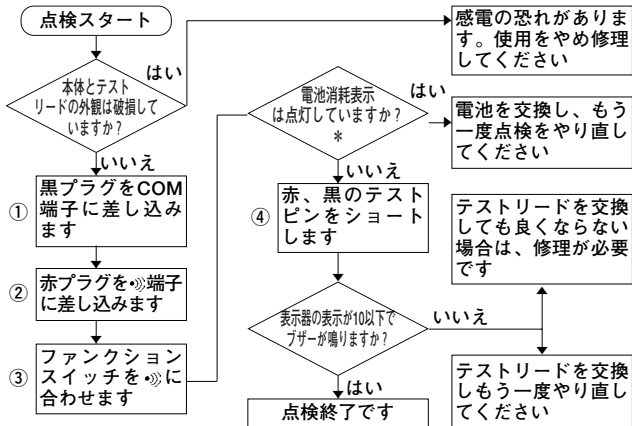 点検スタート
はい
本体とテスト
リードの外観は破損して
いますか？
いいえ
①
黒プラグをCOM
端子に差し込み
ます
②
赤プラグを端子
に差し込みます
③
ファンクション
スイッチをに
合わせます
感電の恐れがありま
す。使用をやめ修理
してください
電池消耗表示
は点灯していますか？
*
はい
電池を交換し、もう
一度点検をやり直し
てください
いいえ
④
赤、黒のテスト
ピンをショート
します
表示器の表示が10以下で
ブザーが鳴りますか？
いいえ
テストリードを交換
しても良くならない
場合は、修理が必要
です
テストリードを交換
しもう一度やり直し
てください
はい
点検終了です